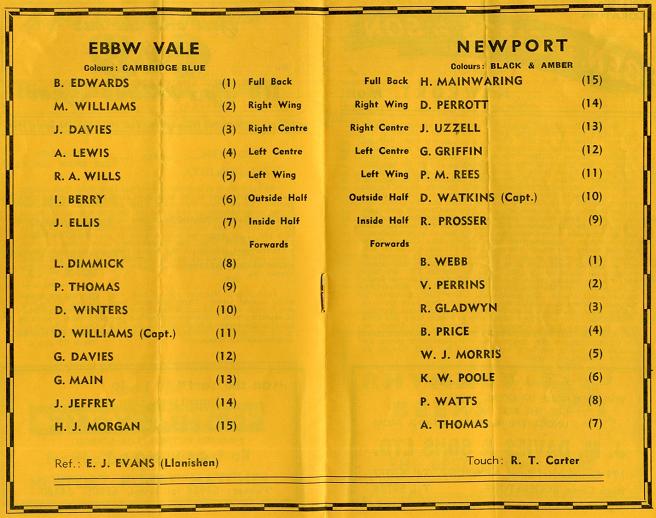 EBBW VALE
Colours: CAMBRIDGE BLUE
B. EDWARDS (1) Full Back
M. WILLIAMS (2) Right Wing
J. DAVIES (3) Right Centre
A. LEWIS (4) Left Centre
R. A. WILLS (5) Left Wing
I. BERRY (6) Outside Half
J. ELLIS (7) Inside Half
Forwards
L. DIMMICK (8)
P. THOMAS (9)
D. WINTERS (10)
D. WILLIAMS (Capt.) (11)
G. DAVIES (12)
G. MAIN (13)
J. JEFFREY (14)
H. J. MORGAN (15)
Ref.: E. J. EVANS (Llanishen)
NEWPORT
Colours: BLACK & AMBER
Full Back H. MAINWARING (15)
Right Wing D. PERROTT (14)
Right Centre J. UZZELL (13)
Left Centre G. GRIFFIN (12)
Left Wing P. M. REES (11)
Outside Half D. WATKINS (Capt.) (10)
Inside Half R. PROSSER (9)
Forwards
B. WEBB (1)
V. PERRINS (2)
R. GLADWYN (3)
B. PRICE (4)
W. J. MORRIS (5)
K. W. POOLE (6)
P. WATTS (8)
A. THOMAS (7)
Touch: R. T. Carter